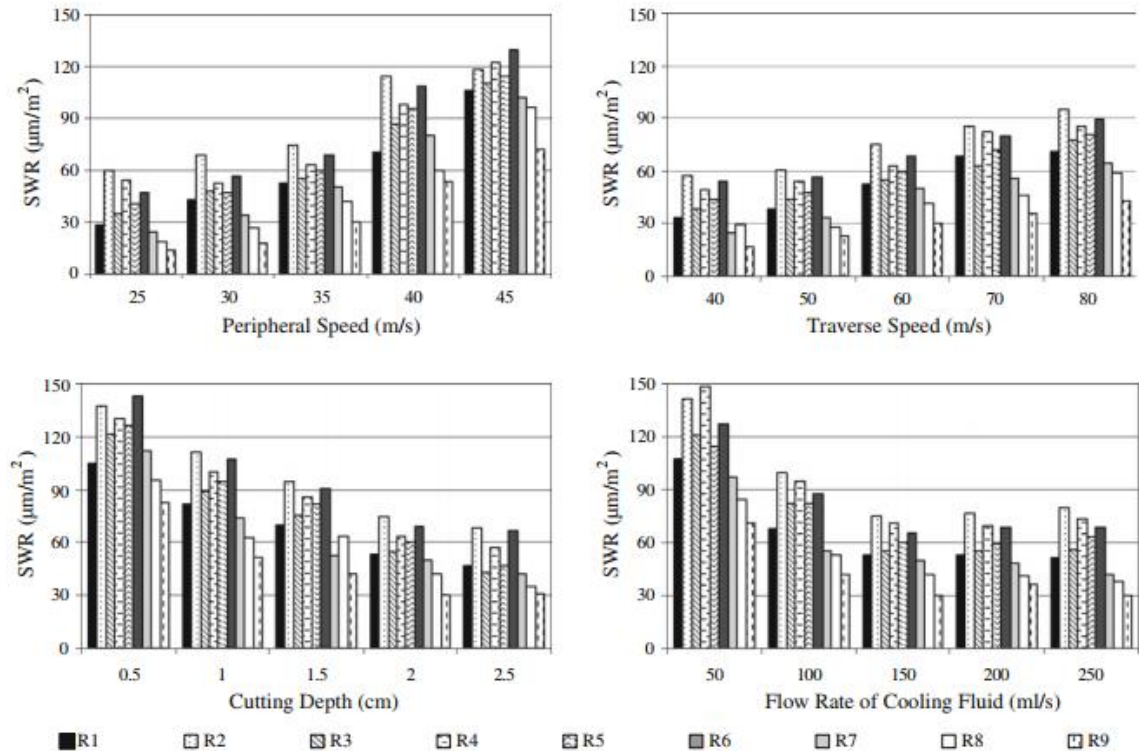 150
120
90
60
30
0
SWR (μm/m²)
25 30 35 40 45
Peripheral Speed (m/s)
150
120
90
60
30
0
SWR (μm/m²)
40 50 60 70 80
Traverse Speed (m/s)
150
120
90
60
30
0
SWR (μm/m²)
0.5 1 1.5 2 2.5
Cutting Depth (cm)
150
120
90
60
30
0
SWR (μm/m²)
50 100 150 200 250
Flow Rate of Cooling Fluid (ml/s)
R1 R2 R3 R4 R5 R6 R7 R8 R9